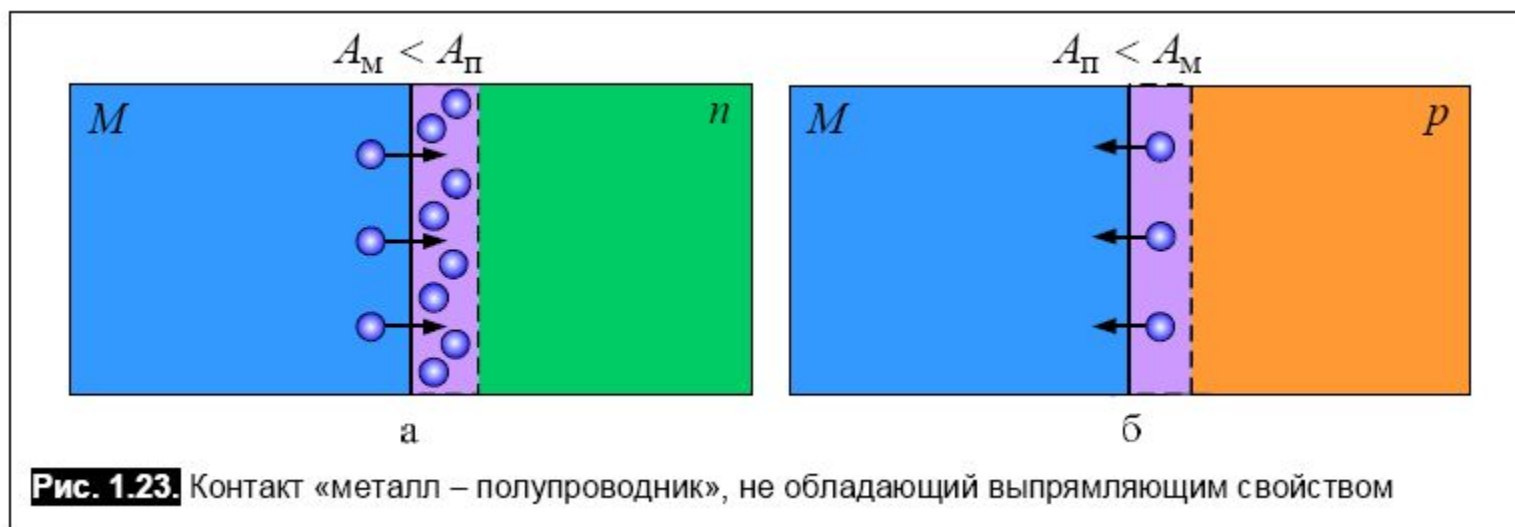 Aм < Aп
Aп < Aм
M
n
M
p
а
б
Рис. 1.23. Контакт «металл – полупроводник», не обладающий выпрямляющим свойством